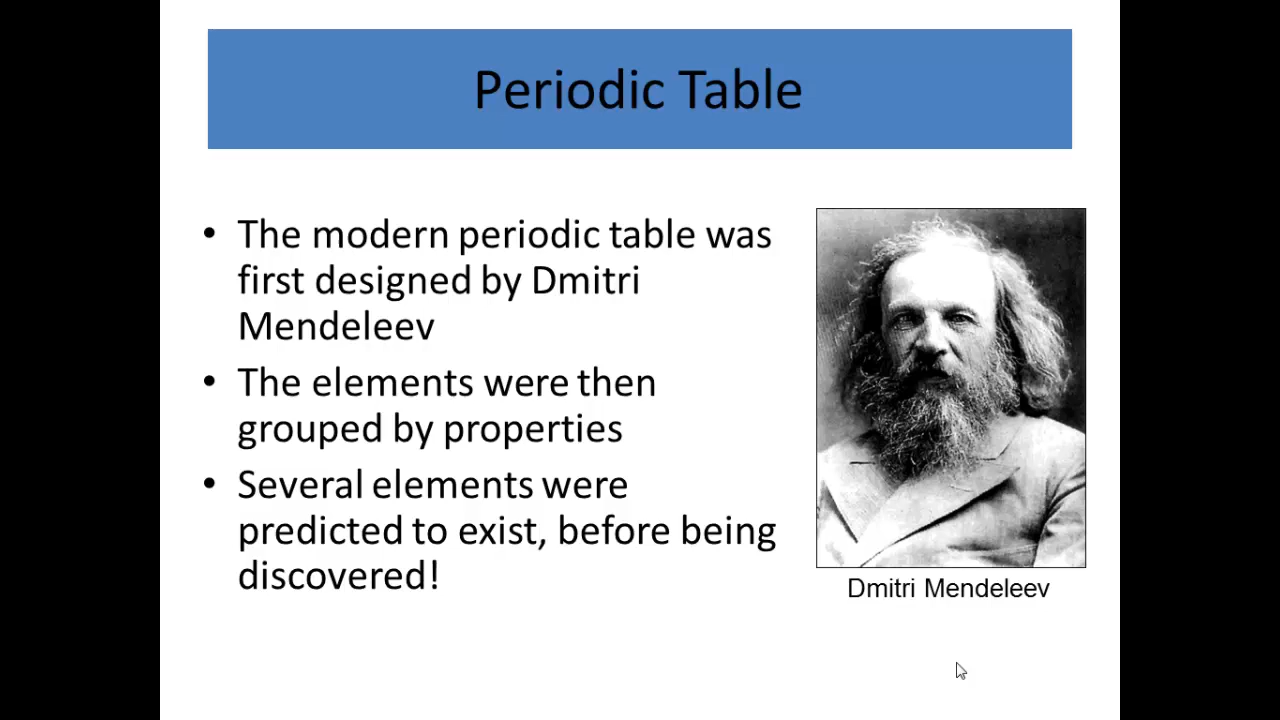 Periodic Table
• The modern periodic table was
first designed by Dmitri
Mendeleev
• The elements were then
grouped by properties
• Several elements were
predicted to exist, before being
discovered!
Dmitri Mendeleev